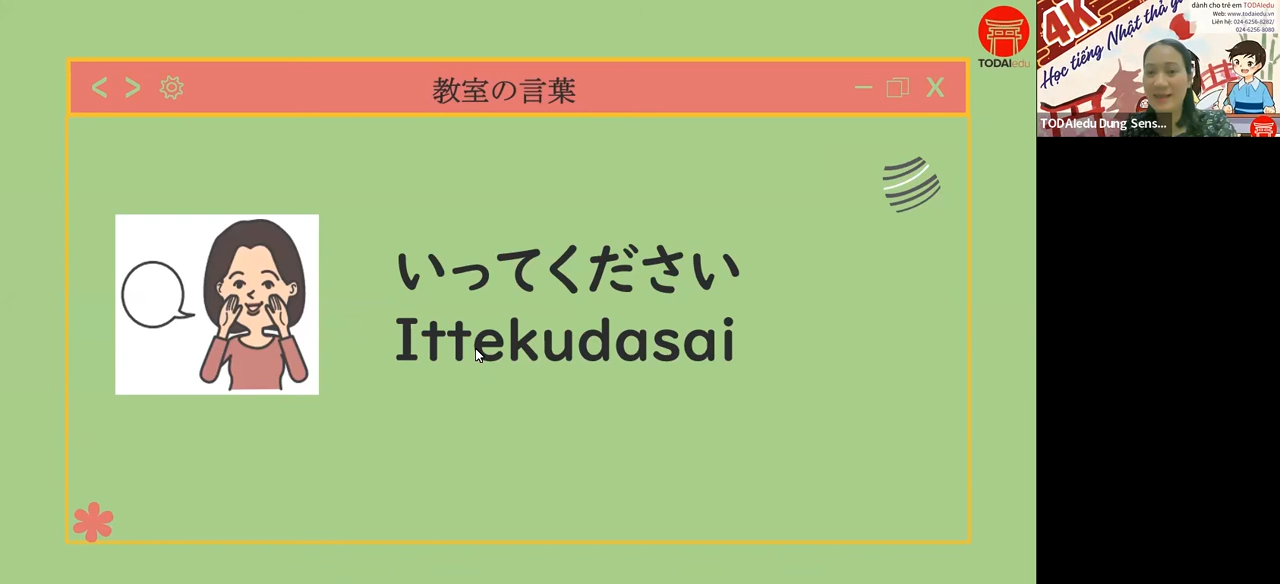 教室の言葉
いってください
Ittekudasai
TODAIedu
4K
Học tiếng Nhật thả g
dành cho trẻ em TODAIedu
Web: www.todaiedu.vn
Liên hệ: 024-6256-8282/
024-6256-8080
TODAIedu Dung Sens...